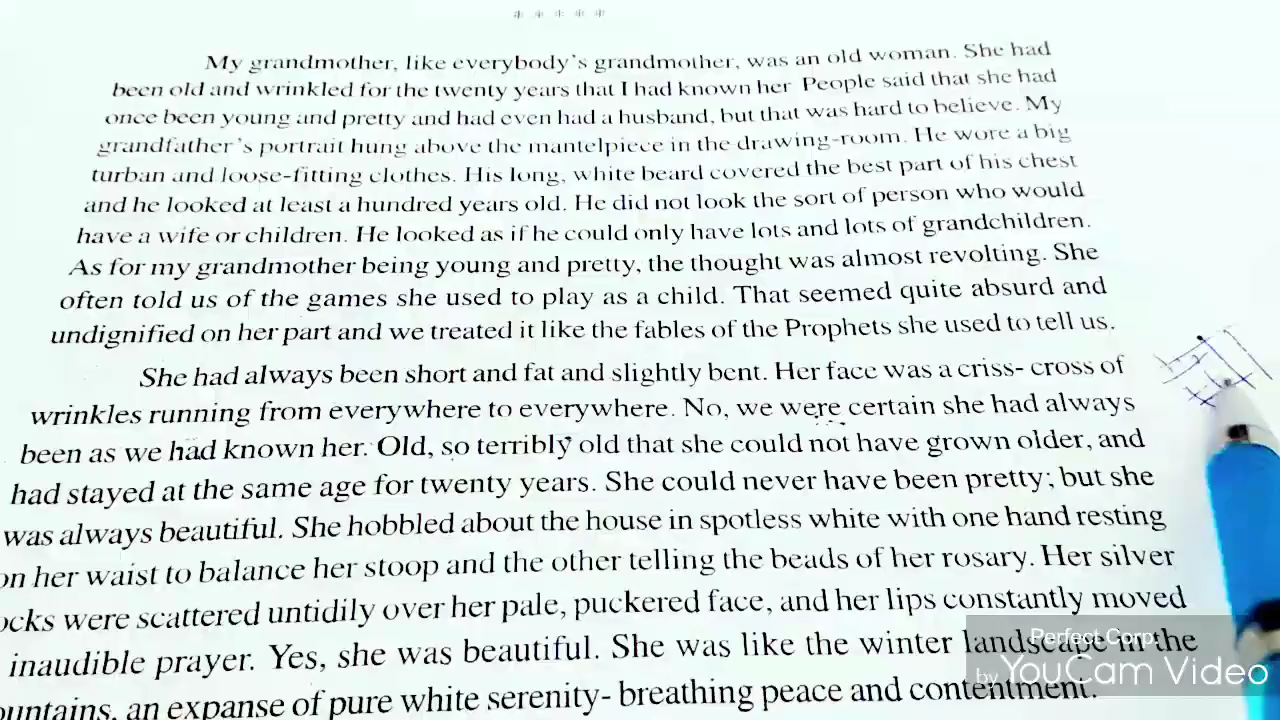 * * * * *
My grandmother, like everybody's grandmother, was an old woman. She had
been old and wrinkled for the twenty years that I had known her People said that she had
once been young and pretty and had even had a husband, but that was hard to believe. My
grandfather's portrait hung above the mantelpiece in the drawing-room. He wore a big
turban and loose-fitting clothes. His long, white beard covered the best part of his chest
and he looked at least a hundred years old. He did not look the sort of person who would
have a wife or children. He looked as if he could only have lots and lots of grandchildren.
As for my grandmother being young and pretty, the thought was almost revolting. She
often told us of the games she used to play as a child. That seemed quite absurd and
undignified on her part and we treated it like the fables of the Prophets she used to tell us.
She had always been short and fat and slightly bent. Her face was a criss- cross of
wrinkles running from everywhere to everywhere. No, we were certain she had always
been as we had known her. Old, so terribly old that she could not have grown older, and
had stayed at the same age for twenty years. She could never have been pretty; but she
was always beautiful. She hobbled about the house in spotless white with one hand resting
on her waist to balance her stoop and the other telling the beads of her rosary. Her silver
ocks were scattered untidily over her pale, puckered face, and her lips constantly moved
inaudible prayer. Yes, she was beautiful. She was like the winter landscape in the
ountains, an expanse of pure white serenity- breathing peace and contentment.
Perfect Corp.
by YouCam Video